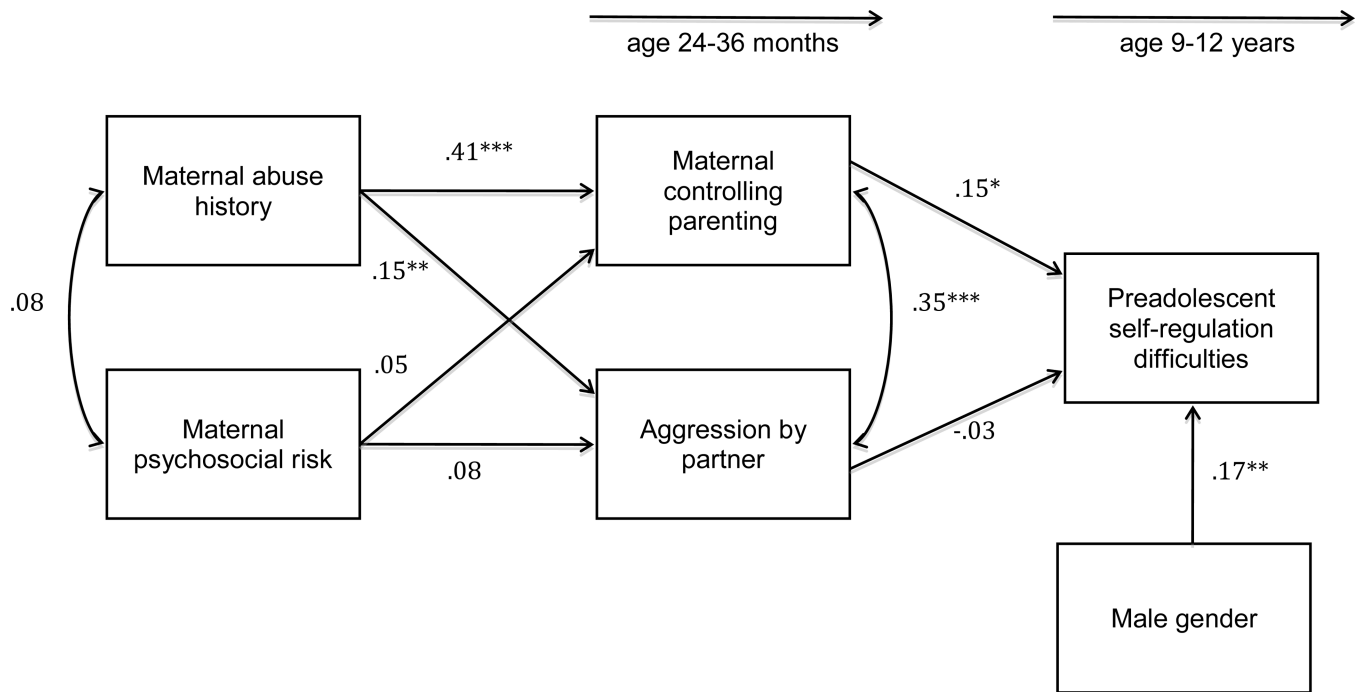 age 24-36 months
age 9-12 years
Maternal abuse
history
.41***
Maternal
controlling
parenting
.15*
.15**
.08
.35***
Preadolescent
self-regulation
difficulties
.05
Maternal
psychosocial risk
.08
Aggression by
partner
-.03
.17**
Male gender